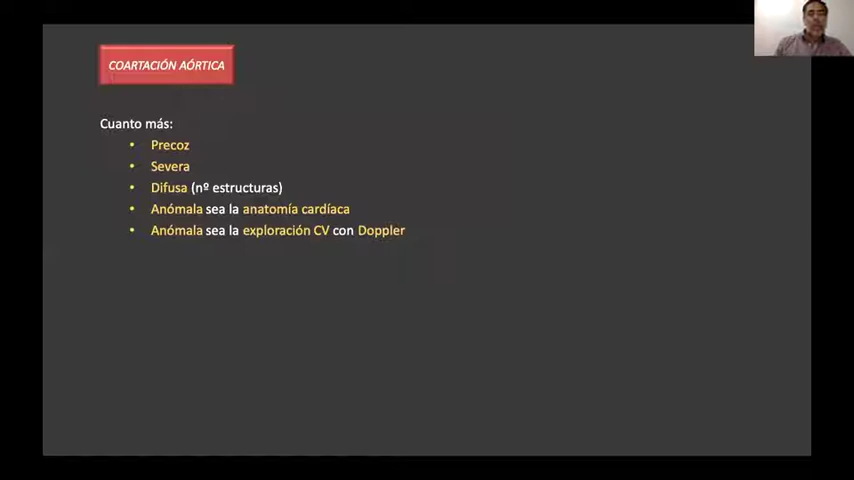 COARTACIÓN AÓRTICA
Cuanto más:
• Precoz
• Severa
• Difusa (nº estructuras)
• Anómala sea la anatomía cardíaca
• Anómala sea la exploración CV con Doppler